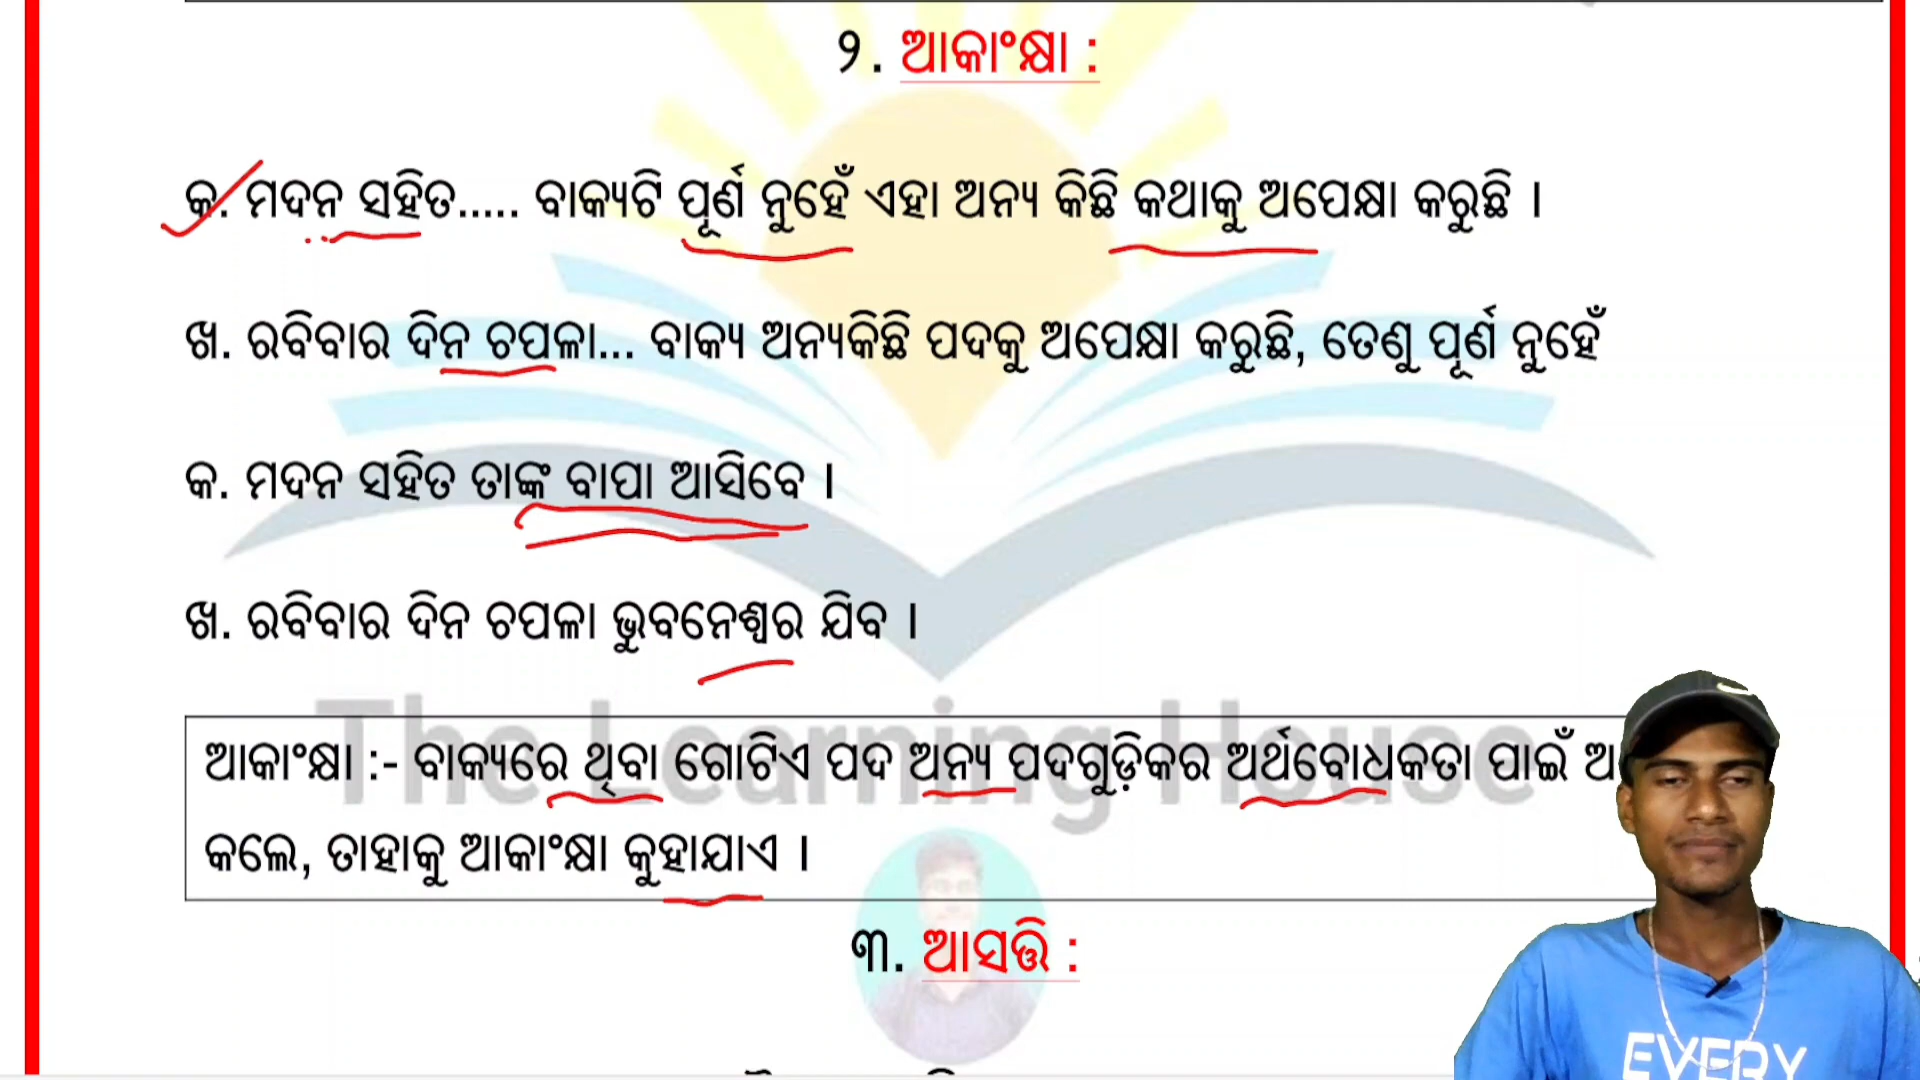 ୨. ଆକାଂକ୍ଷା :
କ. ମଦନ ସହିତ..... ବାକ୍ୟଟି ପୂର୍ଣ ନୁହେଁ ଏହା ଅନ୍ୟ କିଛି କଥାକୁ ଅପେକ୍ଷା କରୁଛି ।
ଖ. ରବିବାର ଦିନ ଚପଳା... ବାକ୍ୟ ଅନ୍ୟକିଛି ପଦକୁ ଅପେକ୍ଷା କରୁଛି, ତେଣୁ ପୂର୍ଣ ନୁହେଁ
କ. ମଦନ ସହିତ ତାଙ୍କ ବାପା ଆସିବେ ।
ଖ. ରବିବାର ଦିନ ଚପଳା ଭୁବନେଶ୍ୱର ଯିବ ।
The Learning House
ଆକାଂକ୍ଷା :- ବାକ୍ୟରେ ଥିବା ଗୋଟିଏ ପଦ ଅନ୍ୟ ପଦଗୁଡ଼ିକର ଅର୍ଥବୋଧକତା ପାଇଁ
କଲେ, ତାହାକୁ ଆକାଂକ୍ଷା କୁହାଯାଏ ।
୩. ଆସତ୍ତି :
EVERY